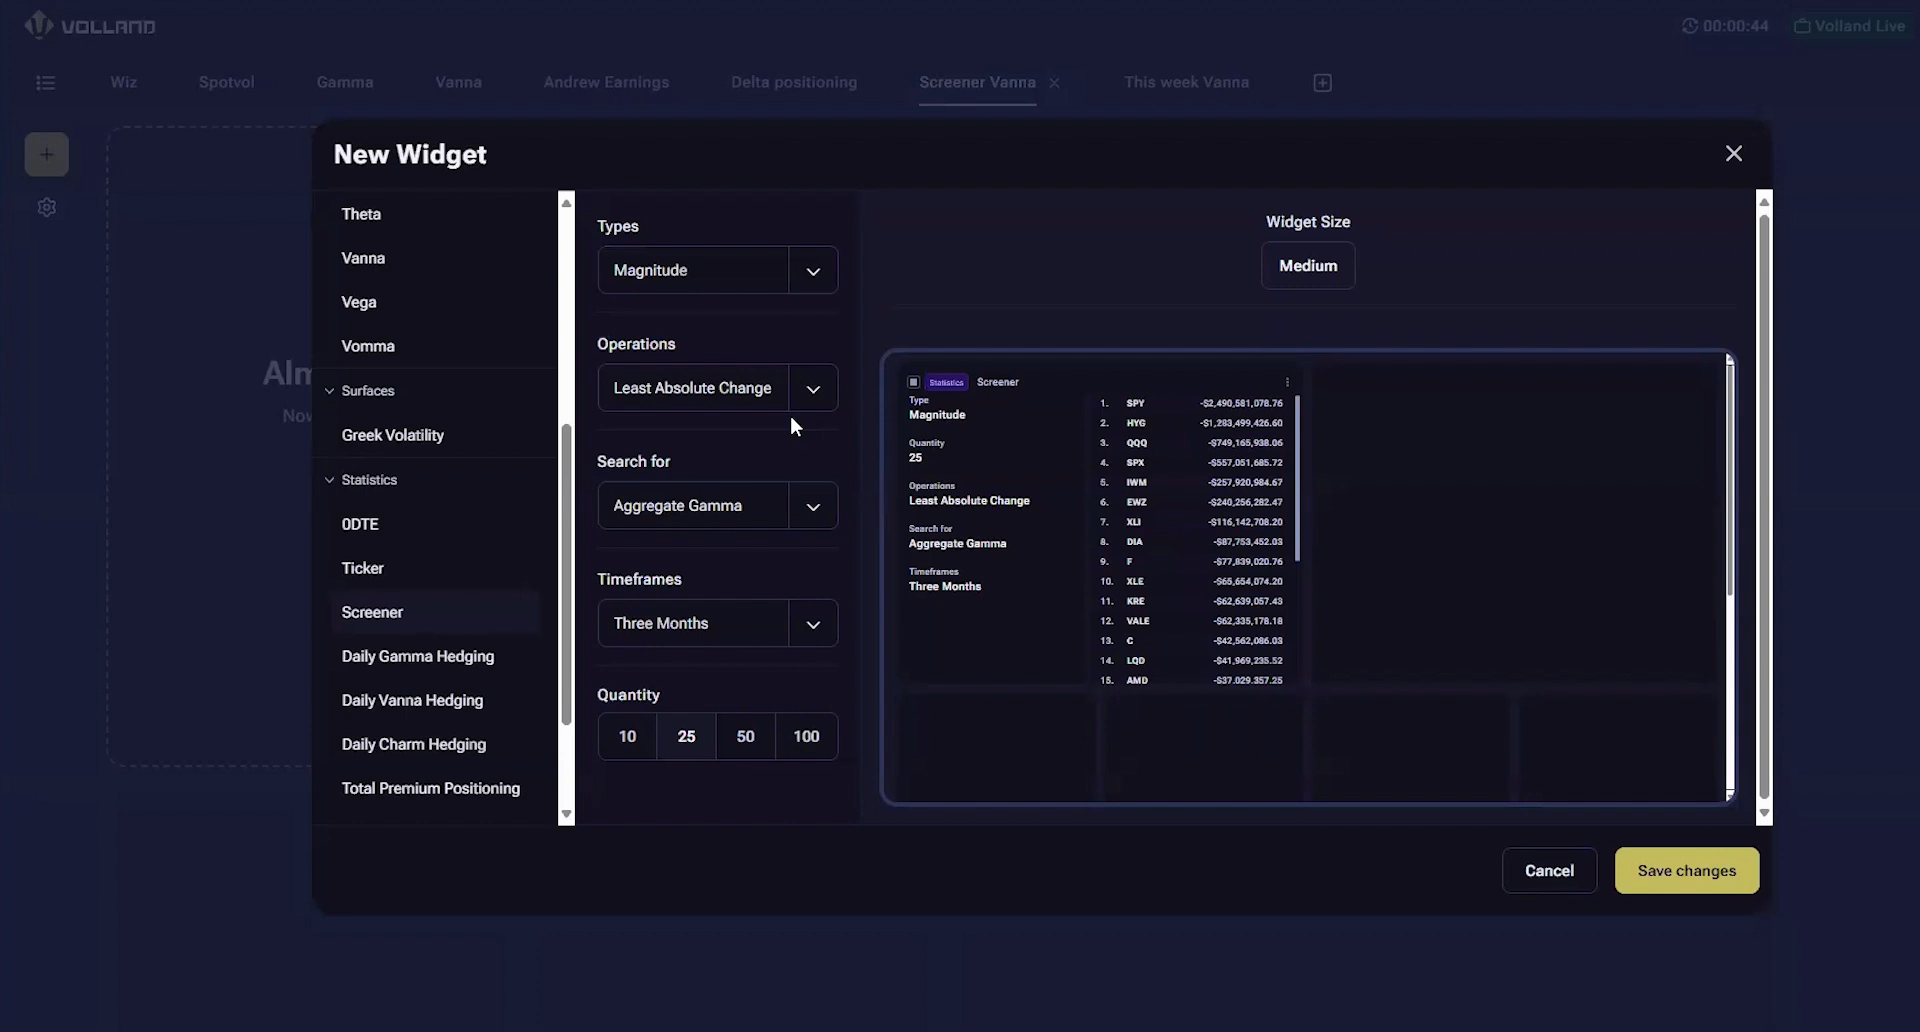 VOLLAND
00:00:44
Volland Live
Wiz
Spotvol
Gamma
Vanna
Andrew Earnings
Delta positioning
Screener Vanna
This week Vanna
New Widget
Alm
Nov
Theta
Vanna
Vega
Vomma
Surfaces
Greek Volatility
Statistics
0DTE
Ticker
Screener
Daily Gamma Hedging
Daily Vanna Hedging
Daily Charm Hedging
Total Premium Positioning
Types
Magnitude
Operations
Least Absolute Change
Search for
Aggregate Gamma
Timeframes
Three Months
Quantity
10 25 50 100
Widget Size
Medium
Statistics Screener
Type
Magnitude
Quantity
25
Operations
Least Absolute Change
Search for
Aggregate Gamma
Timeframes
Three Months
1. SPY -$2,490,581,078.76
2. HYG -$1,283,499,426.60
3. QQQ -$749,165,938.06
4. SPX -$557,051,685.72
5. IWM -$257,920,984.67
6. EWZ -$240,256,282.47
7. XLI -$116,142,708.20
8. DIA -$87,753,452.03
9. F -$77,839,020.76
10. XLE -$65,654,074.20
11. KRE -$62,639,057.43
12. VALE -$62,335,178.18
13. C -$42,562,086.03
14. LQD -$41,969,235.52
15. AMD -$37,029,357.25
Cancel
Save changes